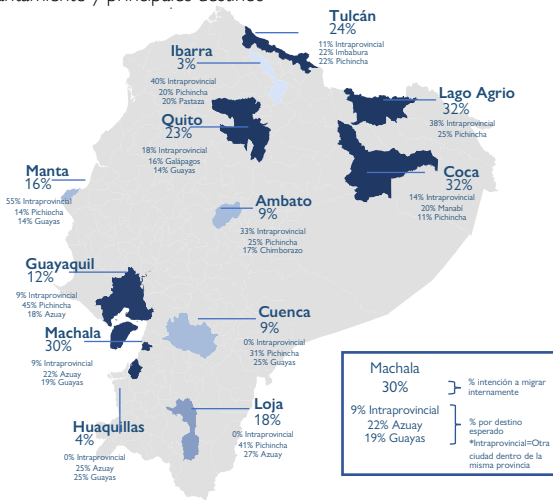 Tulcán
24%
11% Intraprovincial
22% Imbabura
22% Pichincha
Ibarra
3%
40% Intraprovincial
20% Pichincha
20% Pastaza
Lago Agrio
32%
38% Intraprovincial
25% Pichincha
Quito
23%
18% Intraprovincial
16% Galápagos
14% Guayas
Coca
32%
14% Intraprovincial
20% Manabí
11% Pichincha
Manta
16%
55% Intraprovincial
14% Pichincha
14% Guayas
Ambato
9%
33% Intraprovincial
25% Pichincha
17% Chimborazo
Guayaquil
12%
9% Intraprovincial
45% Pichincha
18% Azuay
Cuenca
9%
0% Intraprovincial
31% Pichincha
25% Guayas
Machala
30%
9% Intraprovincial
22% Azuay
19% Guayas
Loja
18%
0% Intraprovincial
41% Pichincha
27% Azuay
Huaquillas
4%
0% Intraprovincial
25% Azuay
25% Guayas
Machala
30%
% intención a migrar
internamente
9% Intraprovincial
22% Azuay
19% Guayas
% por destino
esperado
*Intraprovincial=Otra
ciudad dentro de la
misma provincia